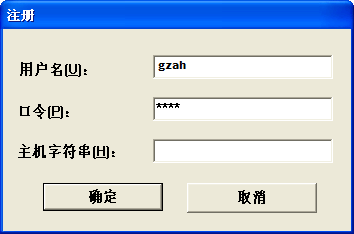 注册
用户名(U): gzah
口令(P): ****
主机字符串(H):
确定 取消